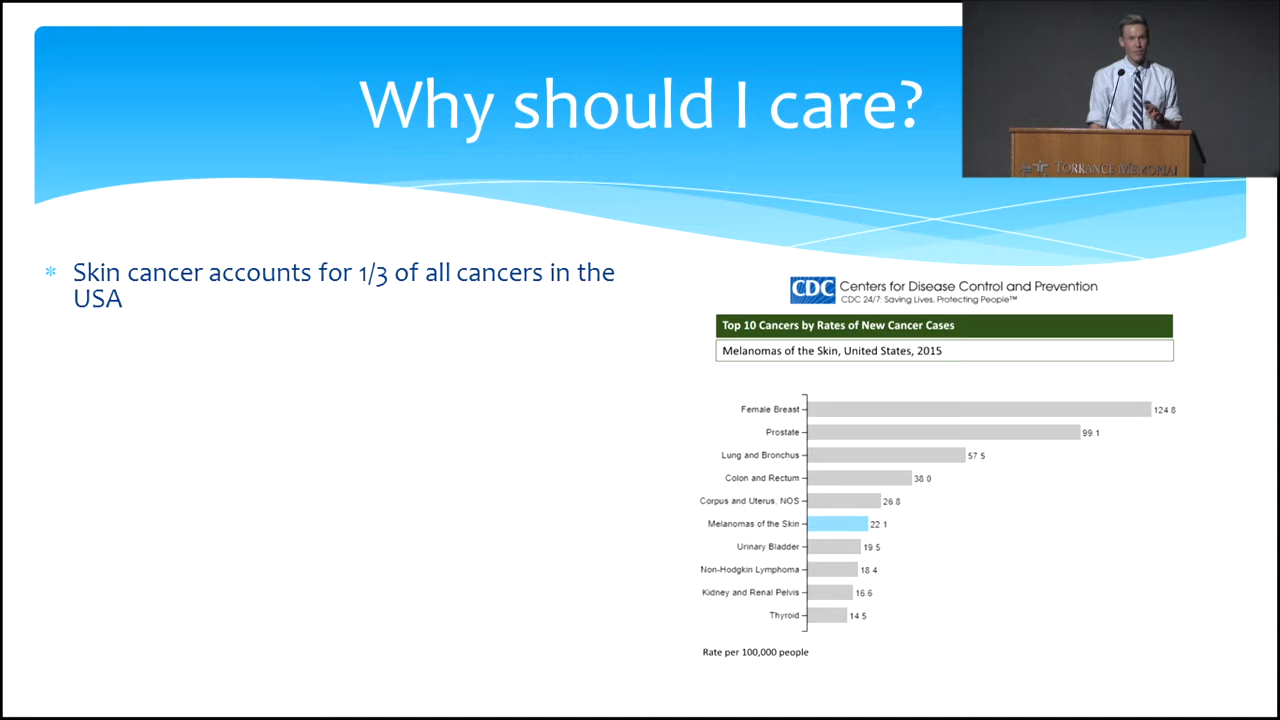 Why should I care?
TORRANCE MEMORIAL
* Skin cancer accounts for 1/3 of all cancers in the
USA
CDC Centers for Disease Control and Prevention
CDC 24/7: Saving Lives, Protecting People™
Top 10 Cancers by Rates of New Cancer Cases
Melanomas of the Skin, United States, 2015
Female Breast 124.8
Prostate 99.1
Lung and Bronchus 57.5
Colon and Rectum 38.0
Corpus and Uterus, NOS 26.8
Melanomas of the Skin 22.1
Urinary Bladder 19.5
Non-Hodgkin Lymphoma 18.4
Kidney and Renal Pelvis 16.6
Thyroid 14.5
Rate per 100,000 people